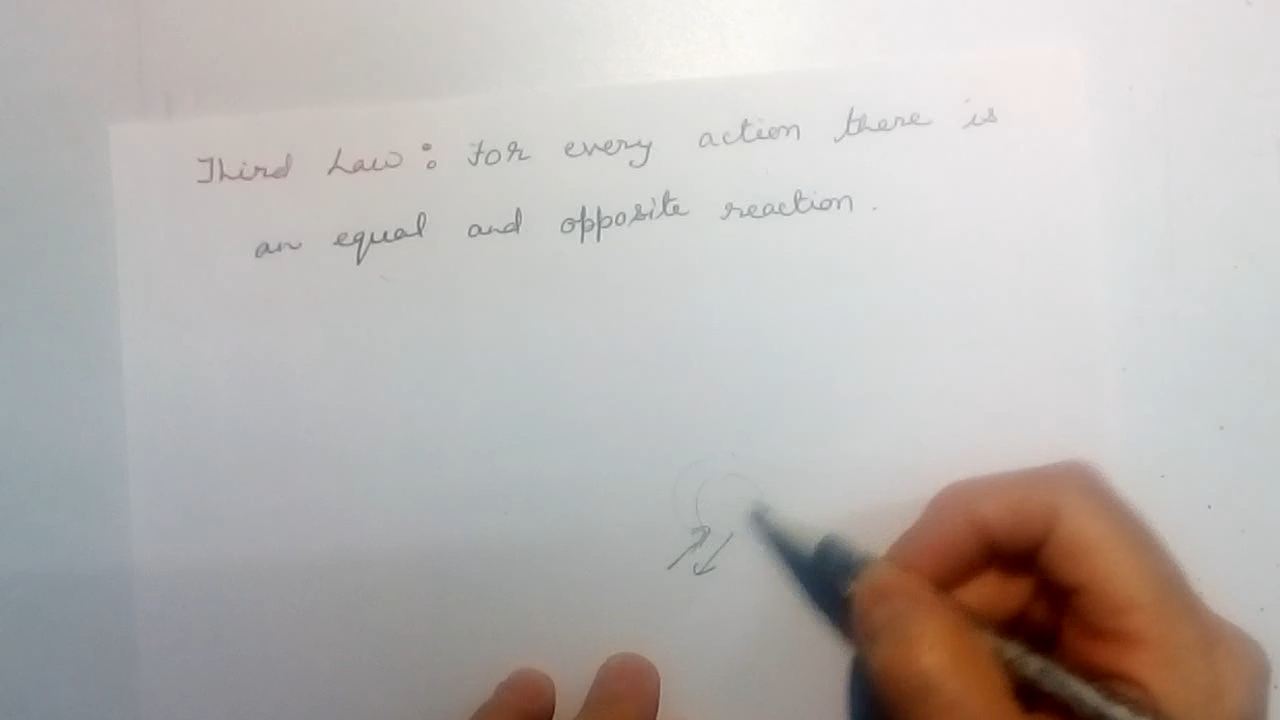 Third Law: For every action there is
an equal and opposite reaction.